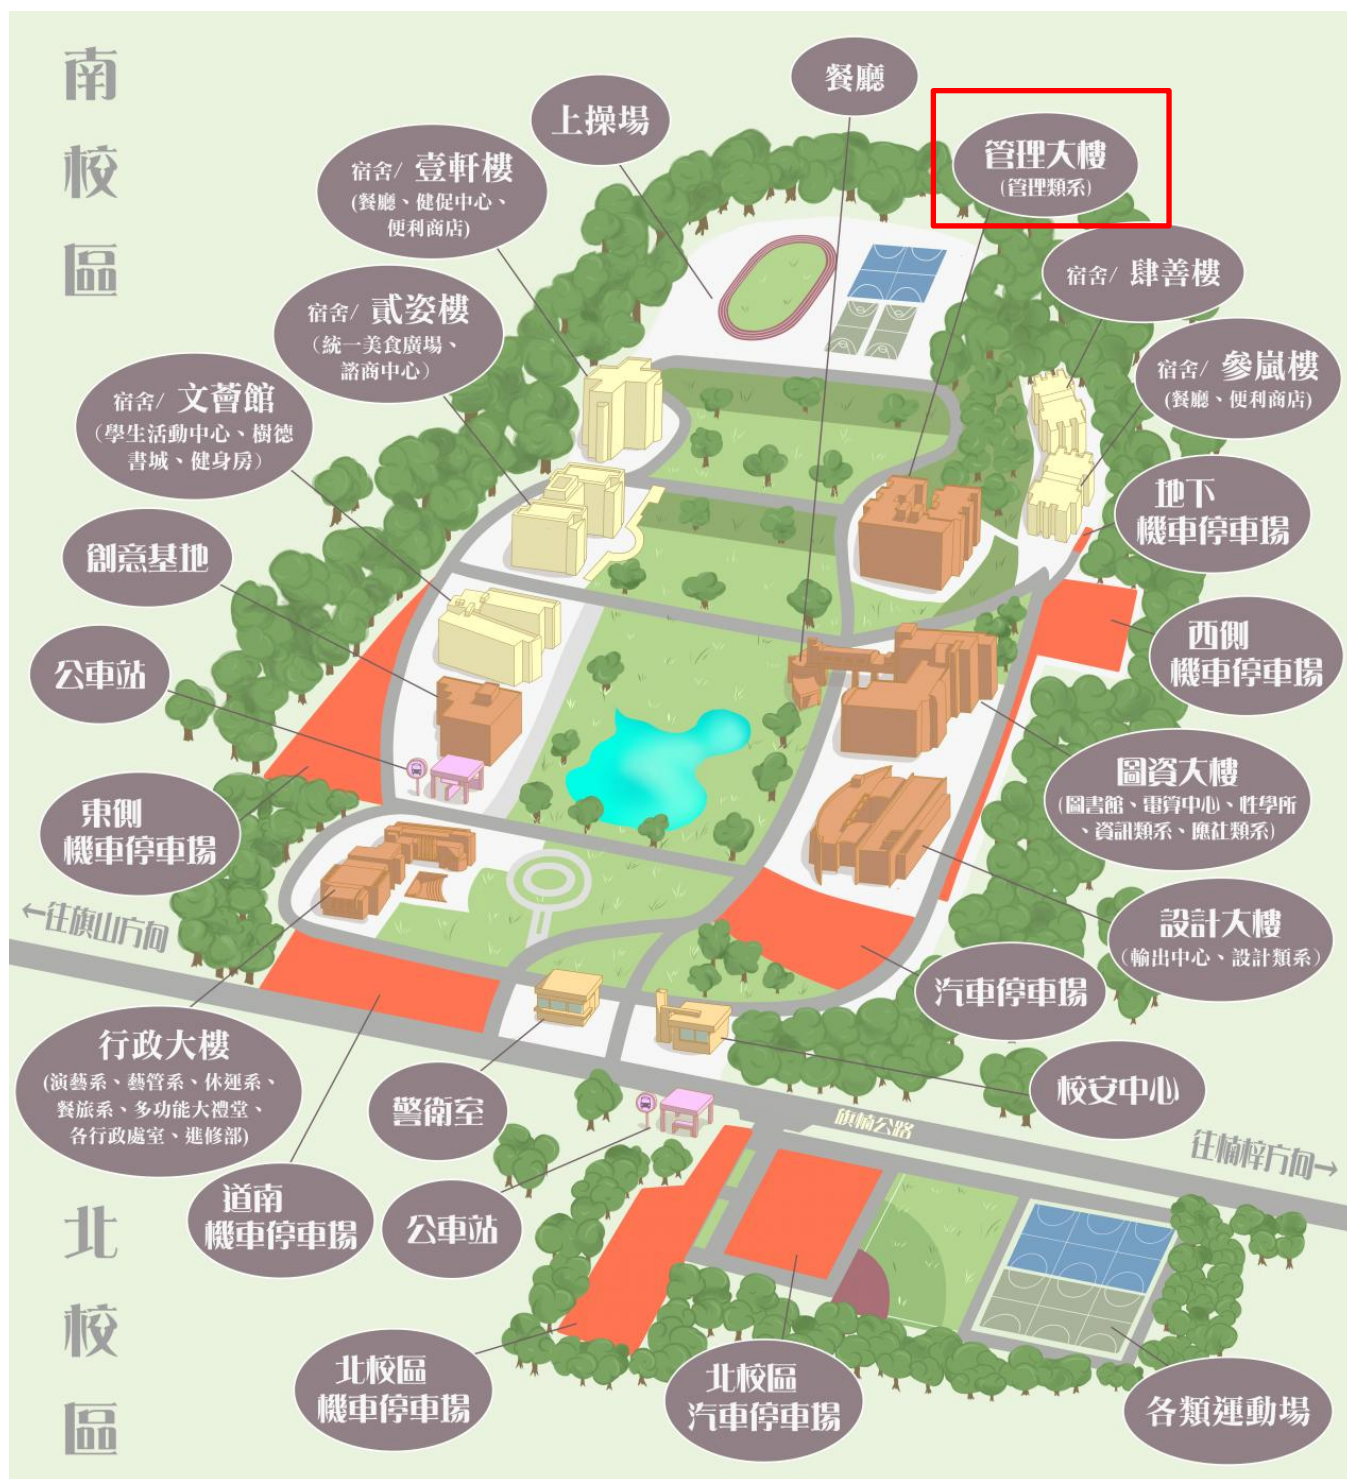 南
校
區
餐廳
上操場
管理大樓
(管理類系)
宿舍/ 壹軒樓
(餐廳、健促中心、
便利商店)
宿舍/ 肆善樓
宿舍/ 貳姿樓
(統一美食廣場、
諮商中心)
宿舍/ 參嵐樓
(餐廳、便利商店)
宿舍/ 文薈館
(學生活動中心、樹德
書城、健身房)
地下
機車停車場
創意基地
西側
機車停車場
公車站
圖資大樓
(圖書館、電算中心、性學所
、資訊類系、應社類系)
東側
機車停車場
←往旗山方向
設計大樓
(輸出中心、設計類系)
汽車停車場
行政大樓
(演藝系、藝管系、休運系、
餐旅系、多功能大禮堂、
各行政處室、進修部)
警衛室
校安中心
旗楠公路
往楠梓方向→
道南
機車停車場
公車站
北
校
區
北校區
機車停車場
北校區
汽車停車場
各類運動場